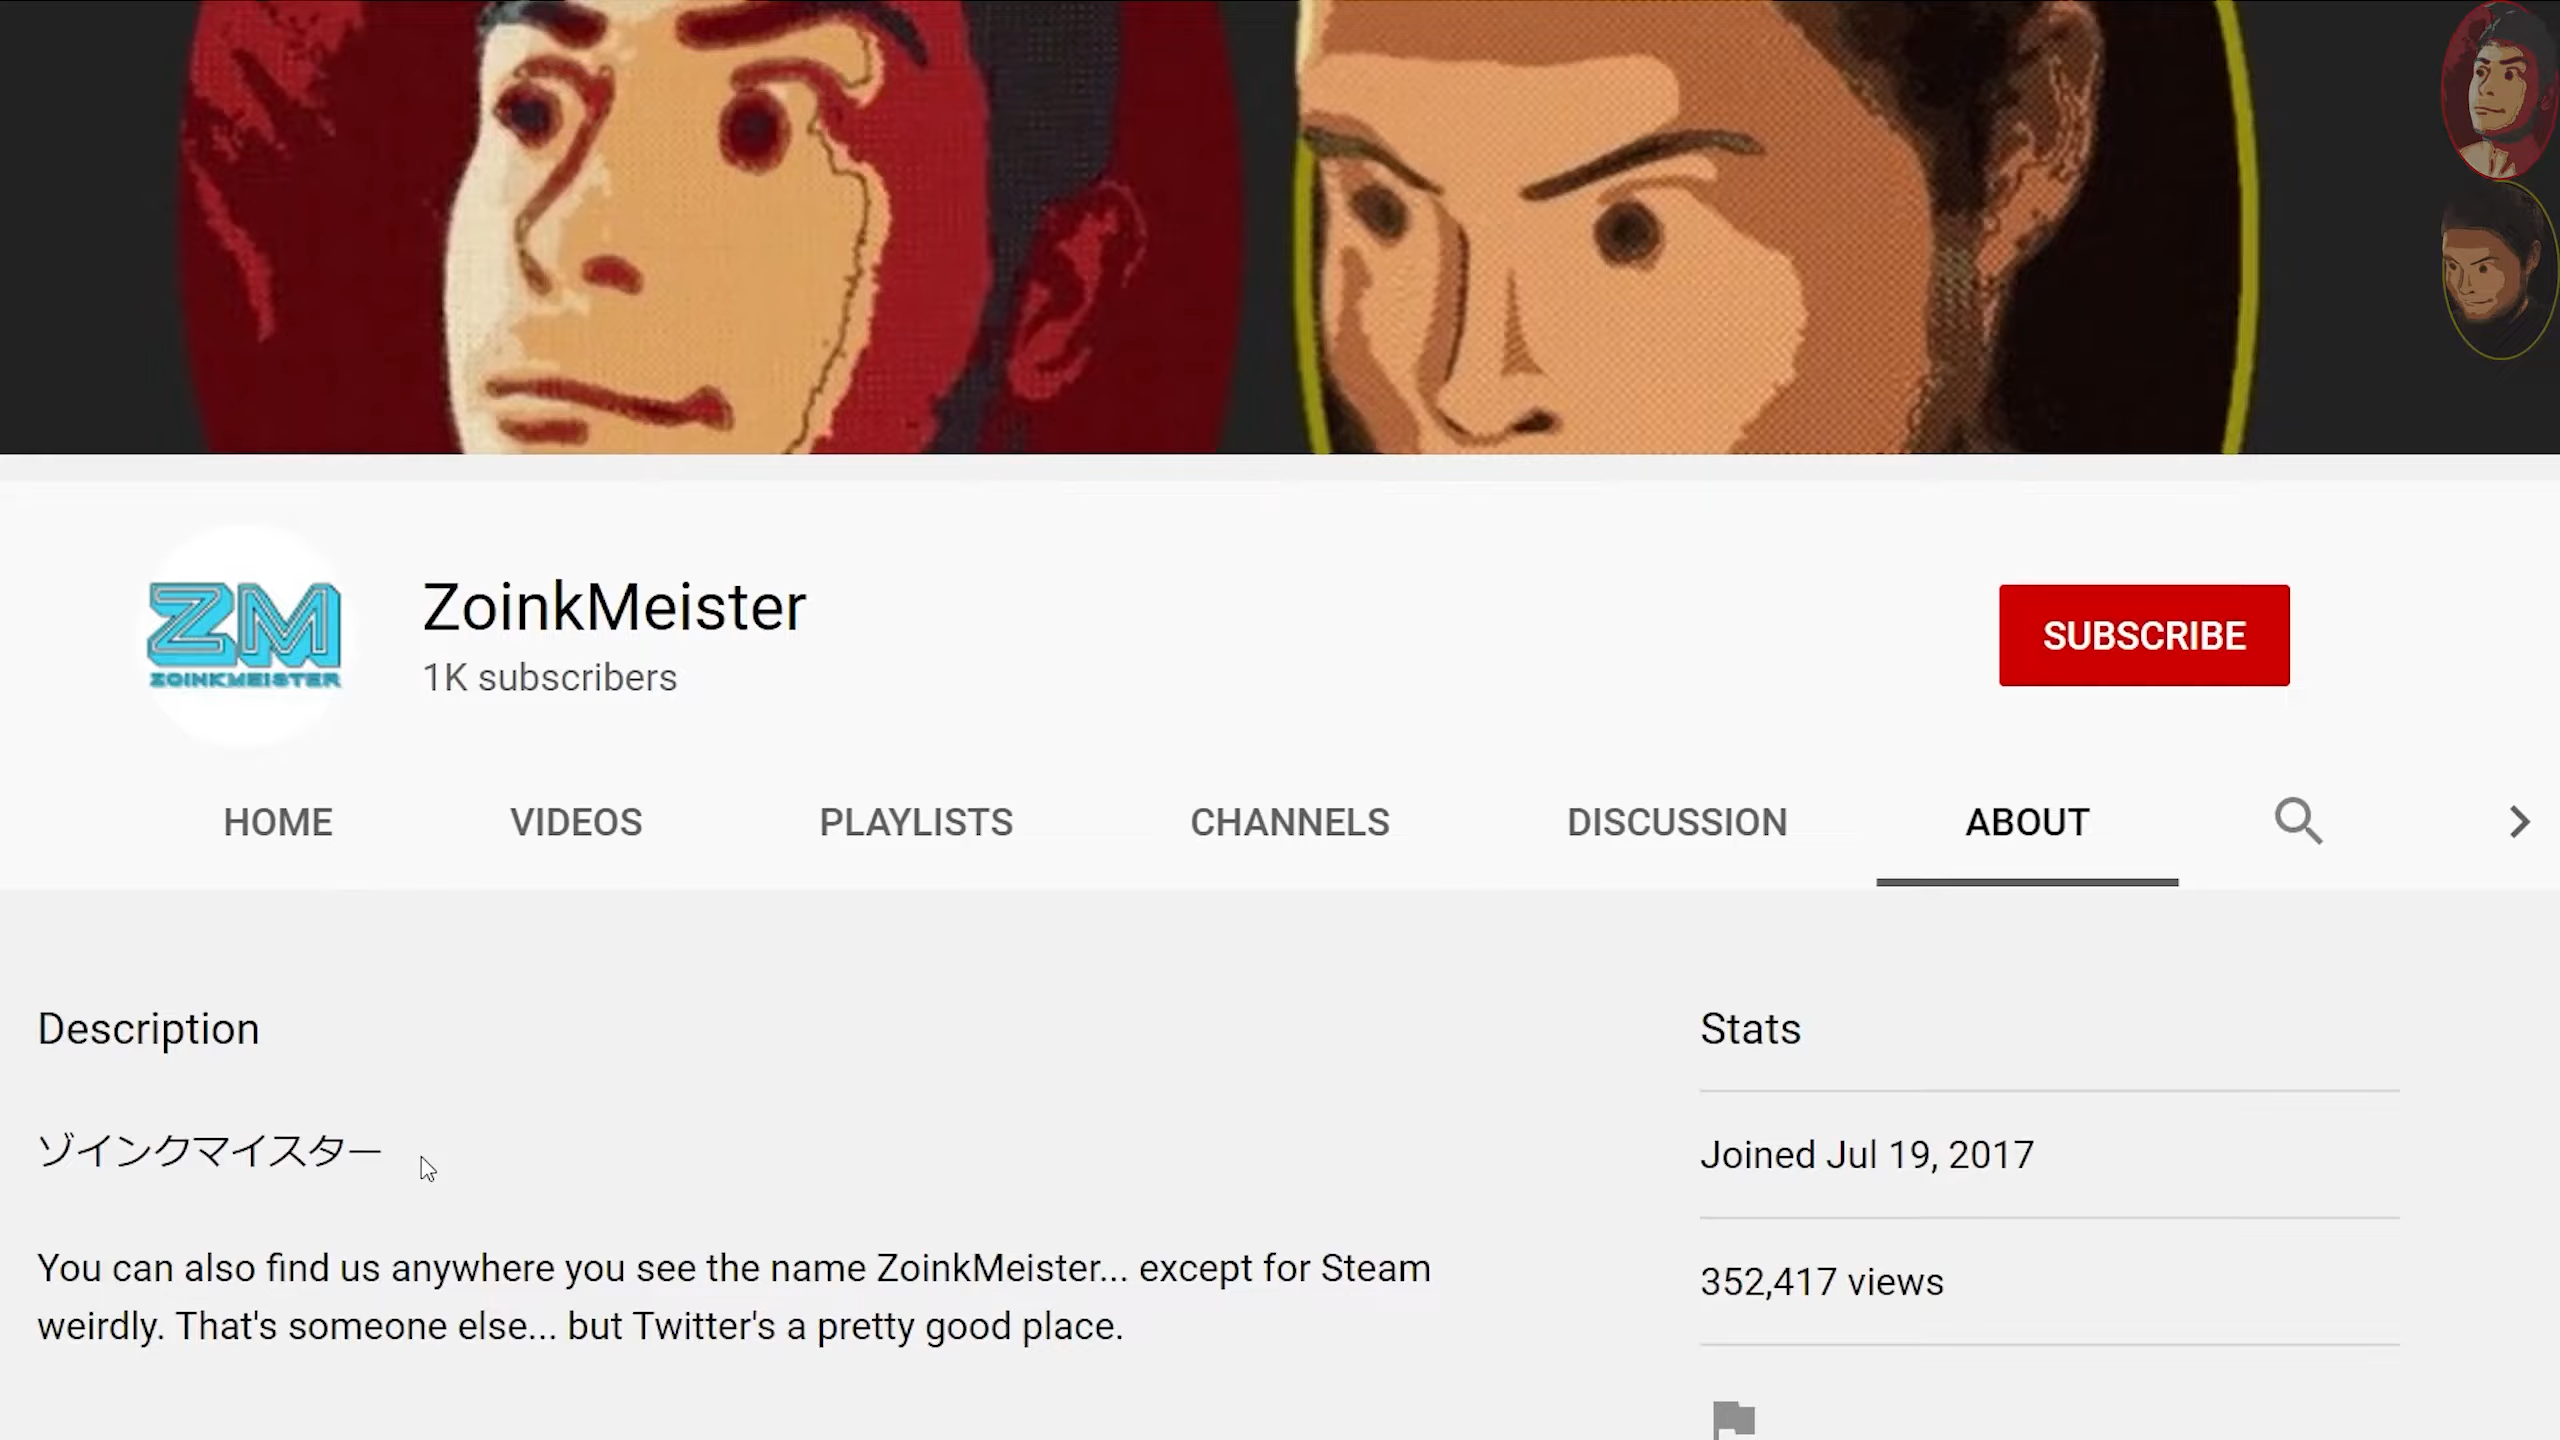 ZM
ZOINKMEISTER
ZoinkMeister
1K subscribers
SUBSCRIBE
HOME VIDEOS PLAYLISTS CHANNELS DISCUSSION ABOUT
Description
ゾインクマイスター
You can also find us anywhere you see the name ZoinkMeister... except for Steam
weirdly. That's someone else... but Twitter's a pretty good place.
Stats
Joined Jul 19, 2017
352,417 views